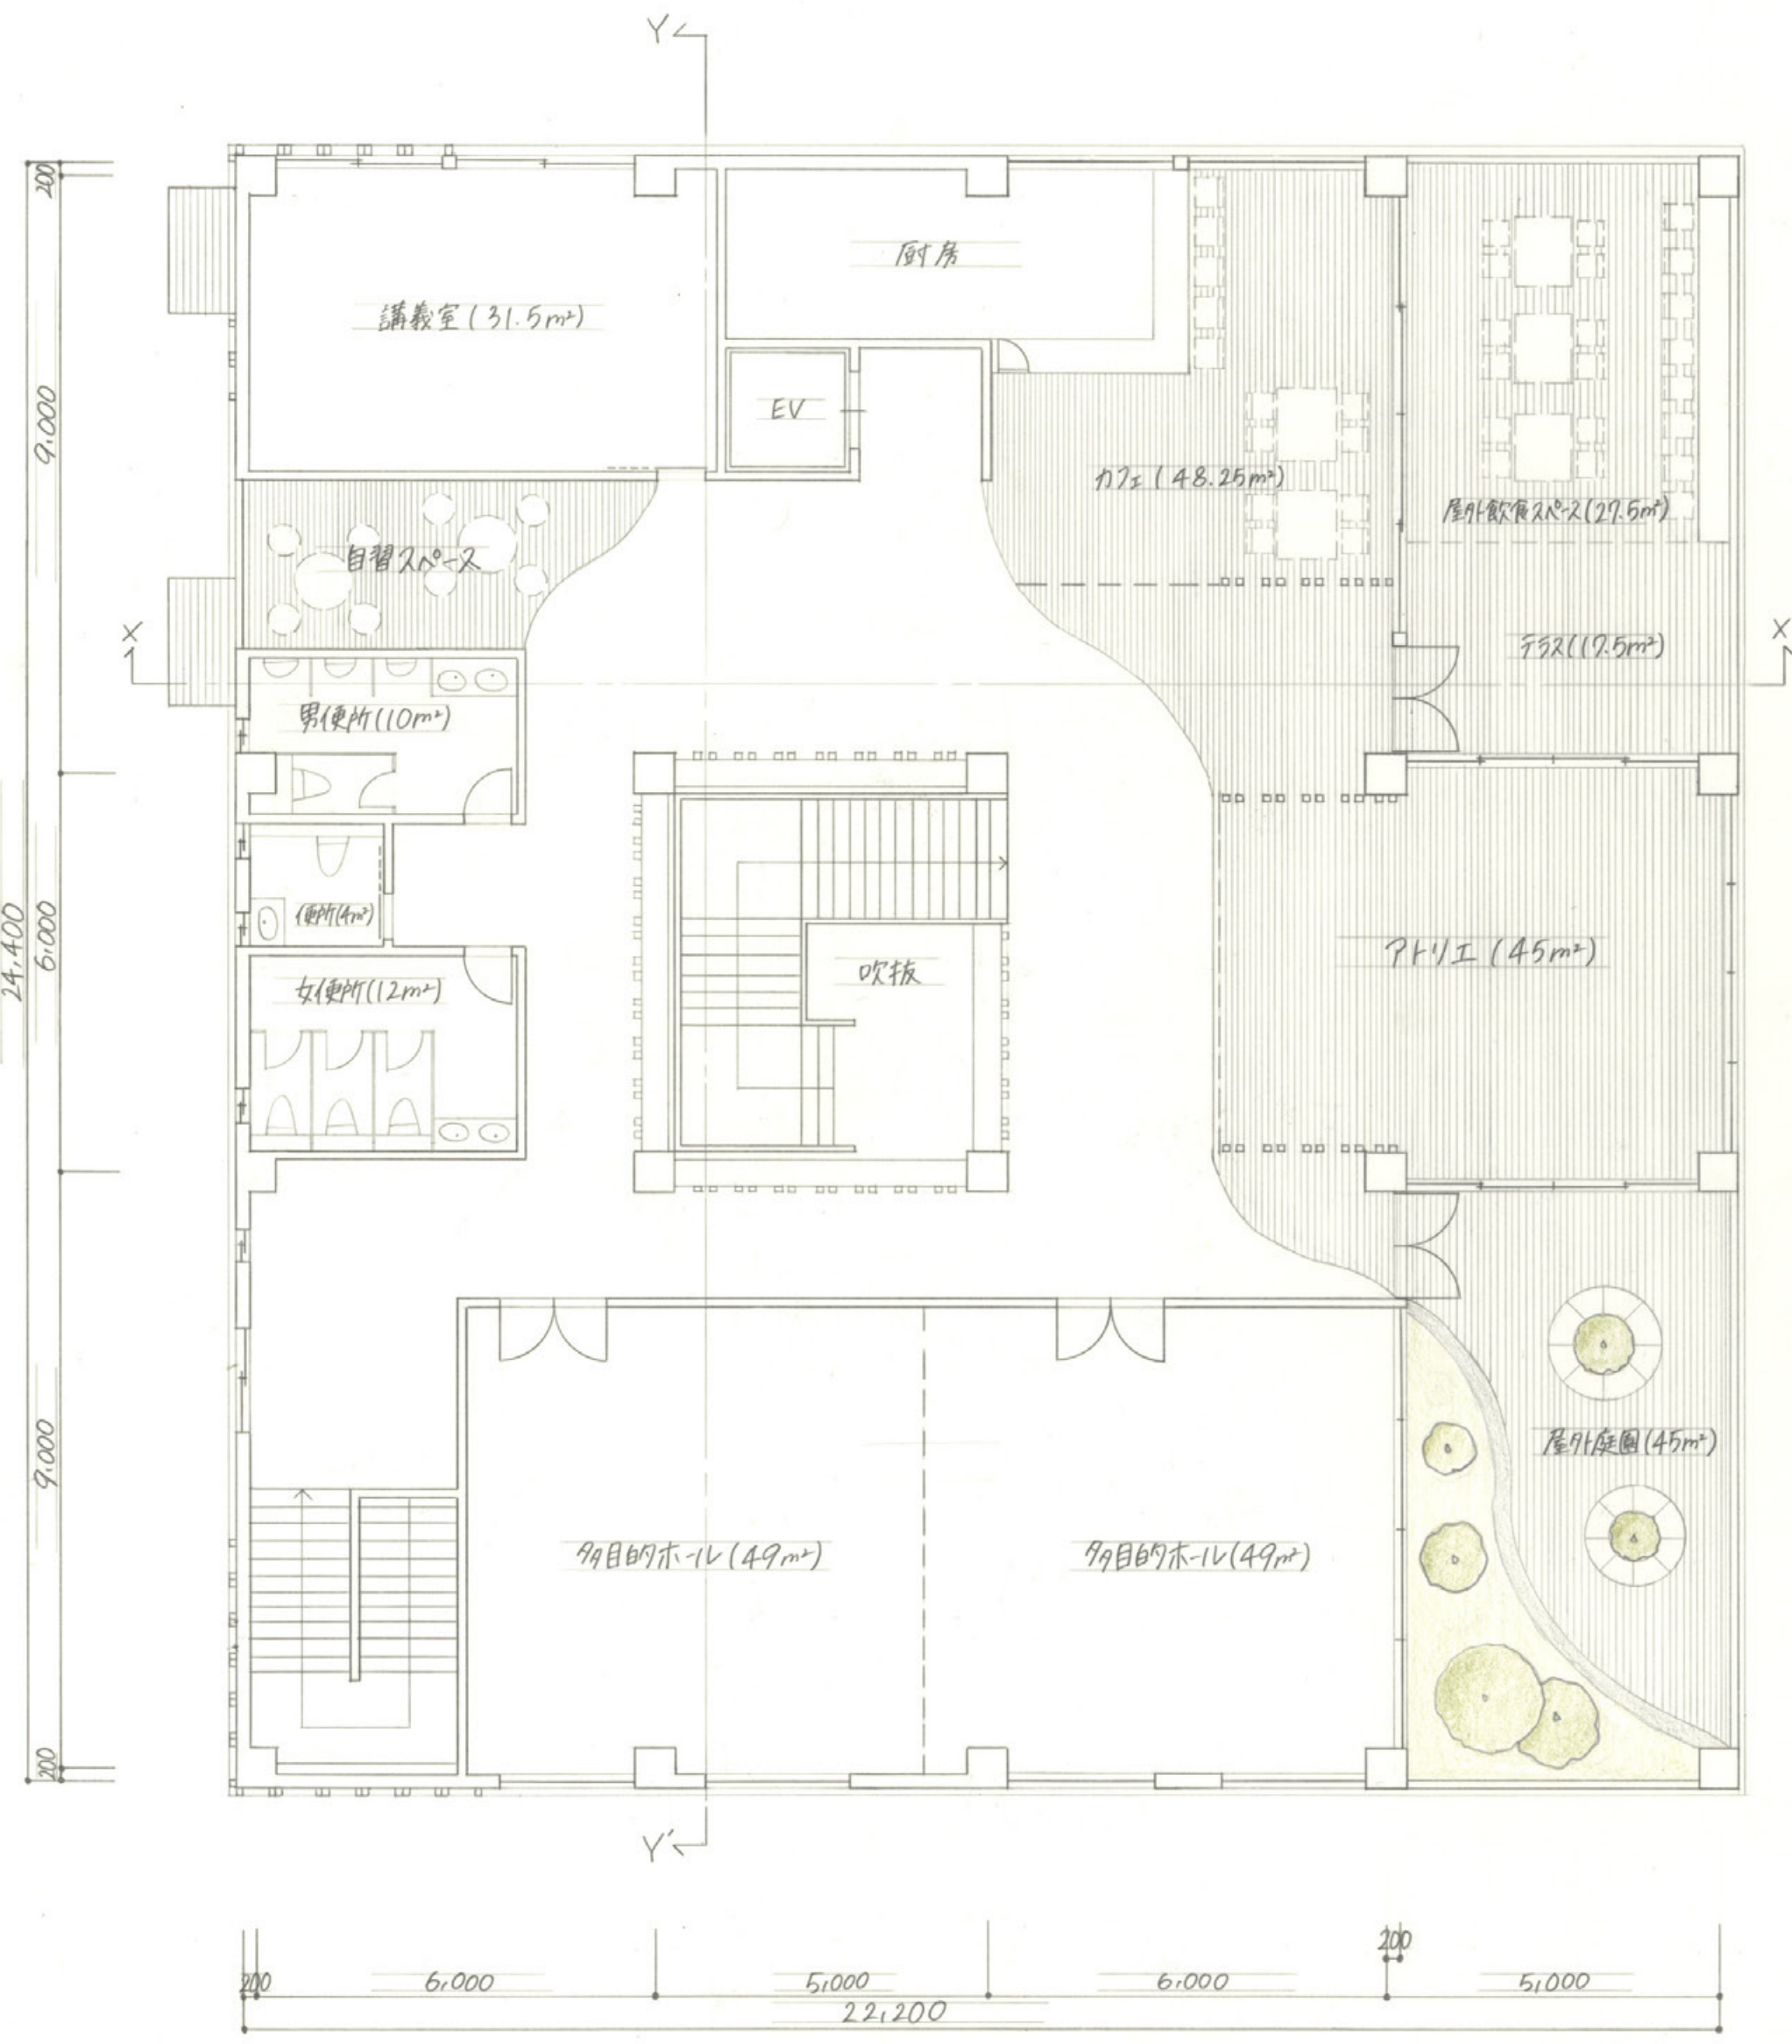 Y
200
厨房
講義室(31.5m²)
EV
9,000
カフェ(48.25m²)
屋外飲食スペース(27.5m²)
自習スペース
X
X
テラス(17.5m²)
男便所(10m²)
24,400
6,000
便所(4m²)
アトリエ(45m²)
吹抜
女便所(12m²)
9,000
屋外庭園(45m²)
多目的ホール(49m²)
多目的ホール(49m²)
200
Y'
200
200
6,000
5,000
6,000
5,000
22,200